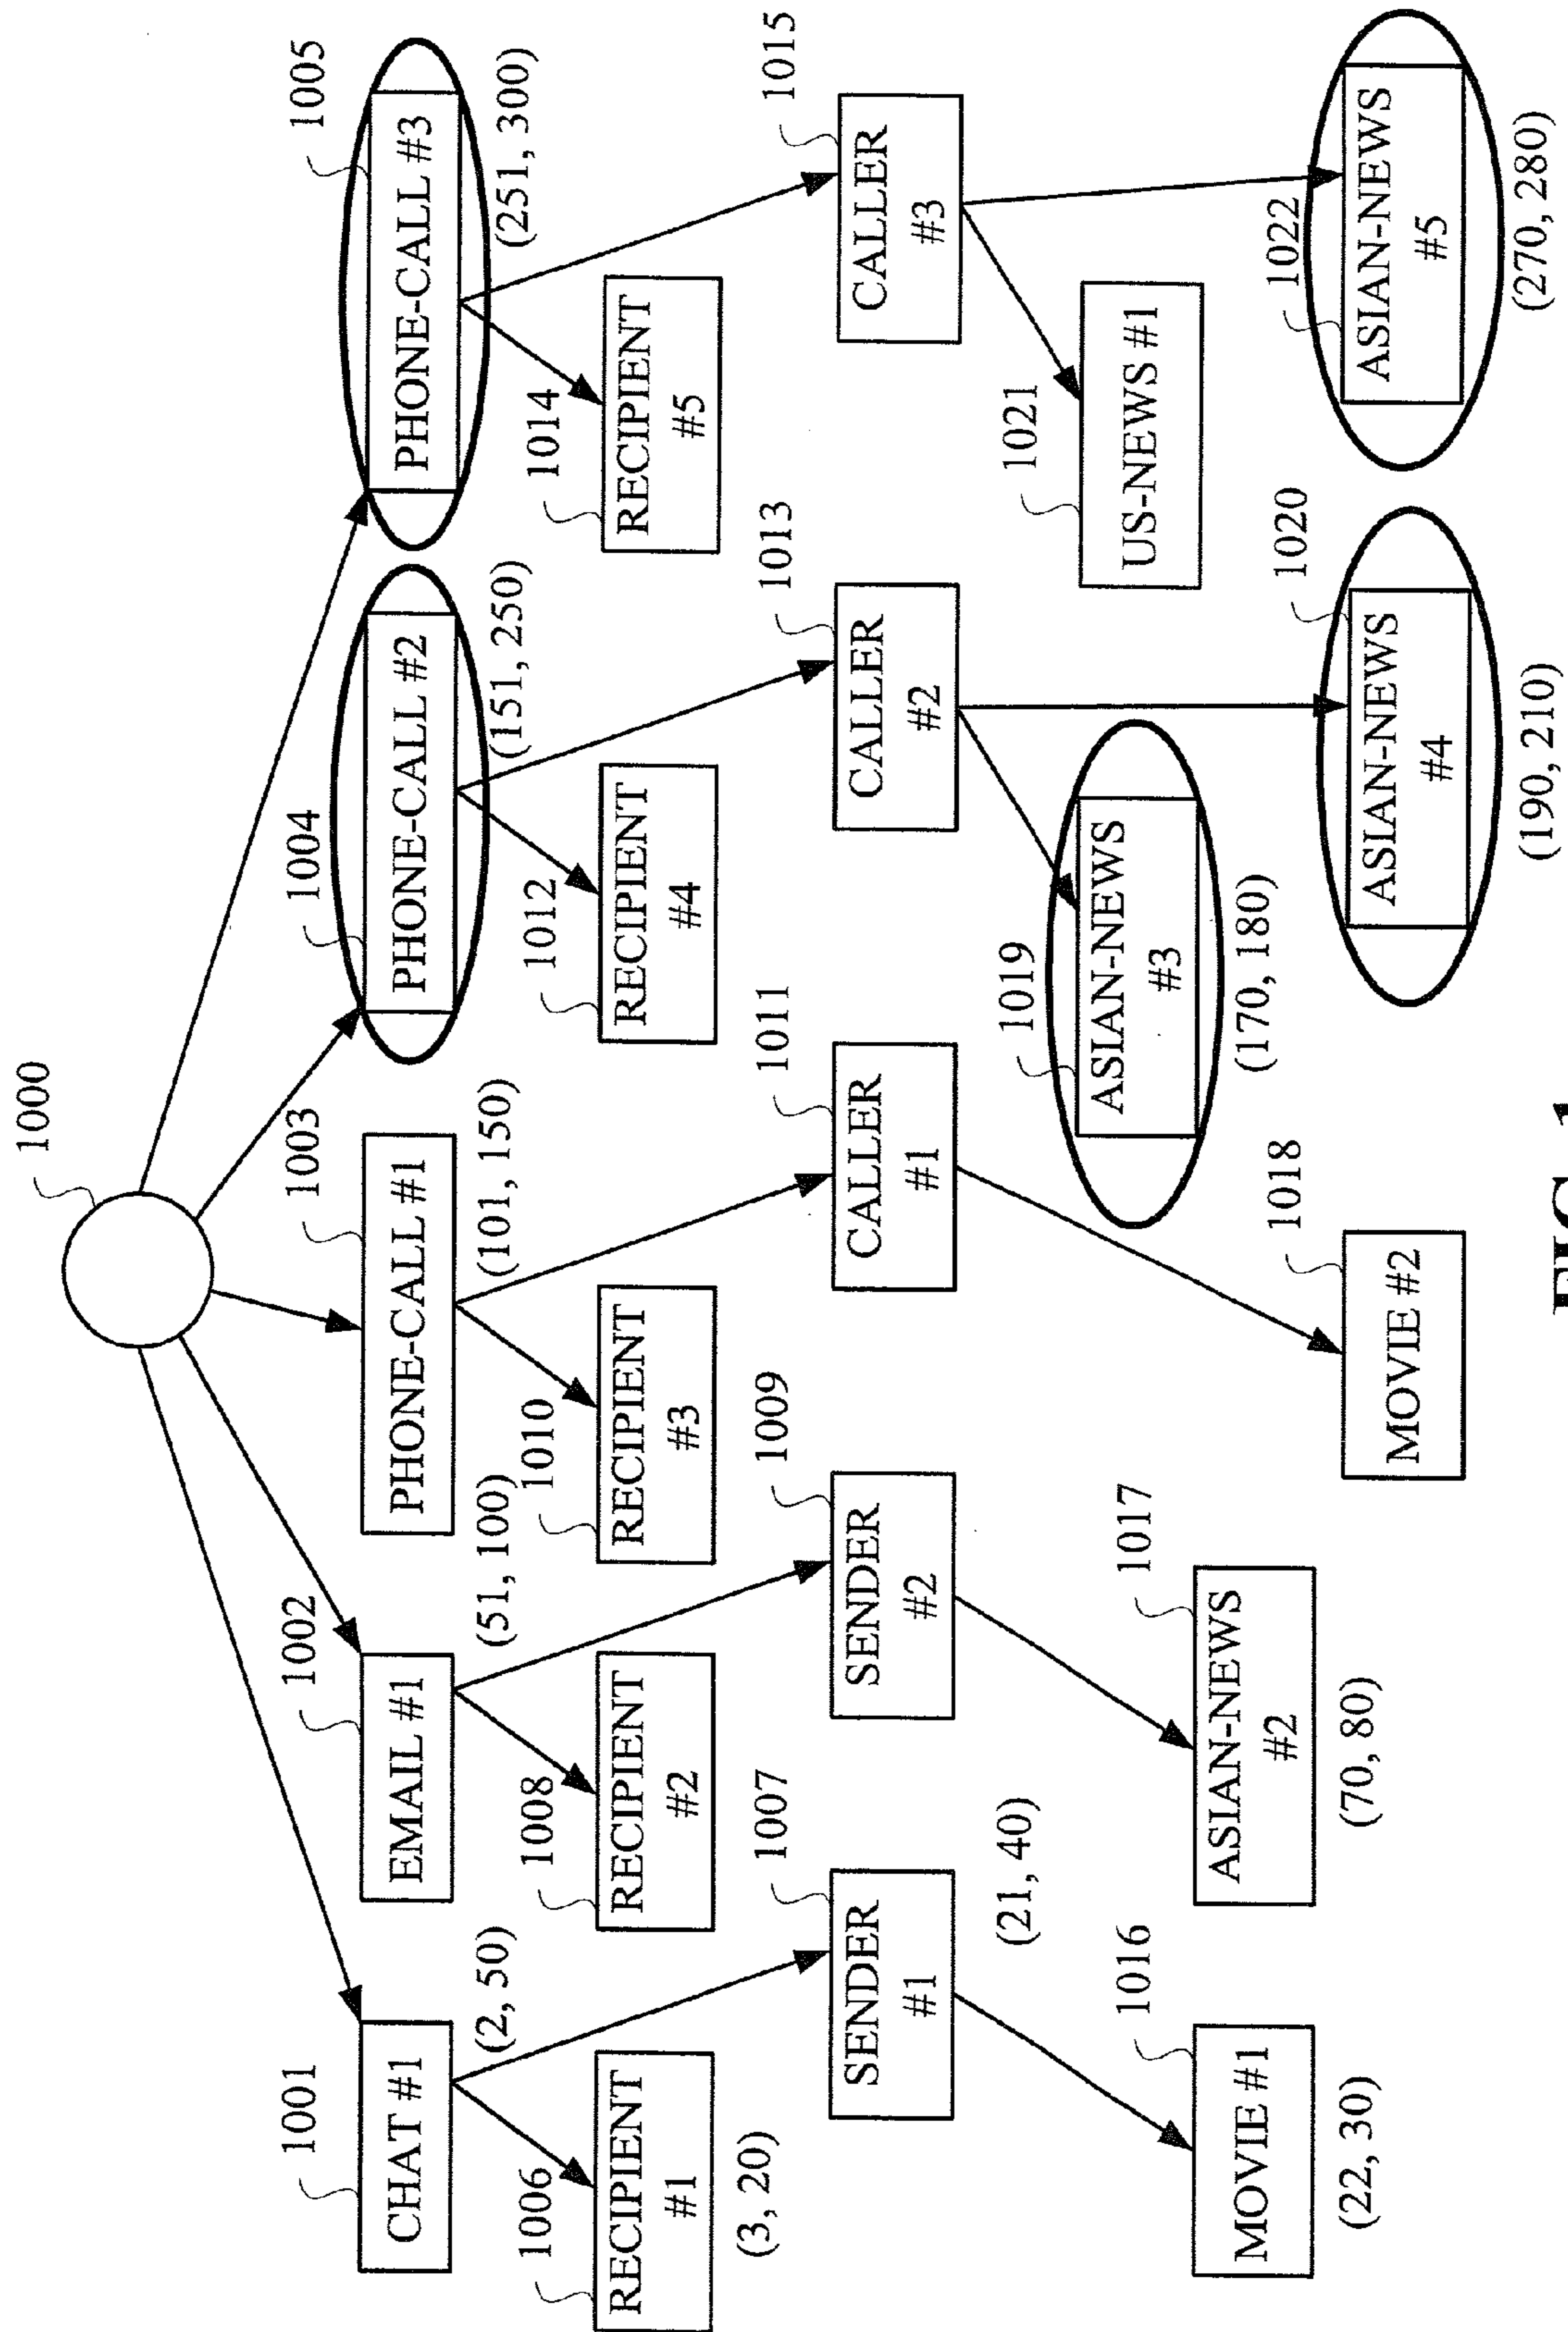 1000
1001
CHAT #1
(2, 50)
1002
EMAIL #1
(51, 100)
1003
PHONE-CALL #1
(101, 150)
1004
PHONE-CALL #2
(151, 250)
1005
PHONE-CALL #3
(251, 300)
1006
RECIPIENT
#1
(3, 20)
1008
RECIPIENT
#2
1010
RECIPIENT
#3
1012
RECIPIENT
#4
1014
RECIPIENT
#5
1007
SENDER
#1
(21, 40)
1009
SENDER
#2
1011
CALLER
#1
1013
CALLER
#2
1015
CALLER
#3
1019
ASIAN-NEWS
#3
(170, 180)
1021
US-NEWS #1
1016
MOVIE #1
(22, 30)
1017
ASIAN-NEWS
#2
(70, 80)
1018
MOVIE #2
1020
ASIAN-NEWS
#4
(190, 210)
1022
ASIAN-NEWS
#5
(270, 280)